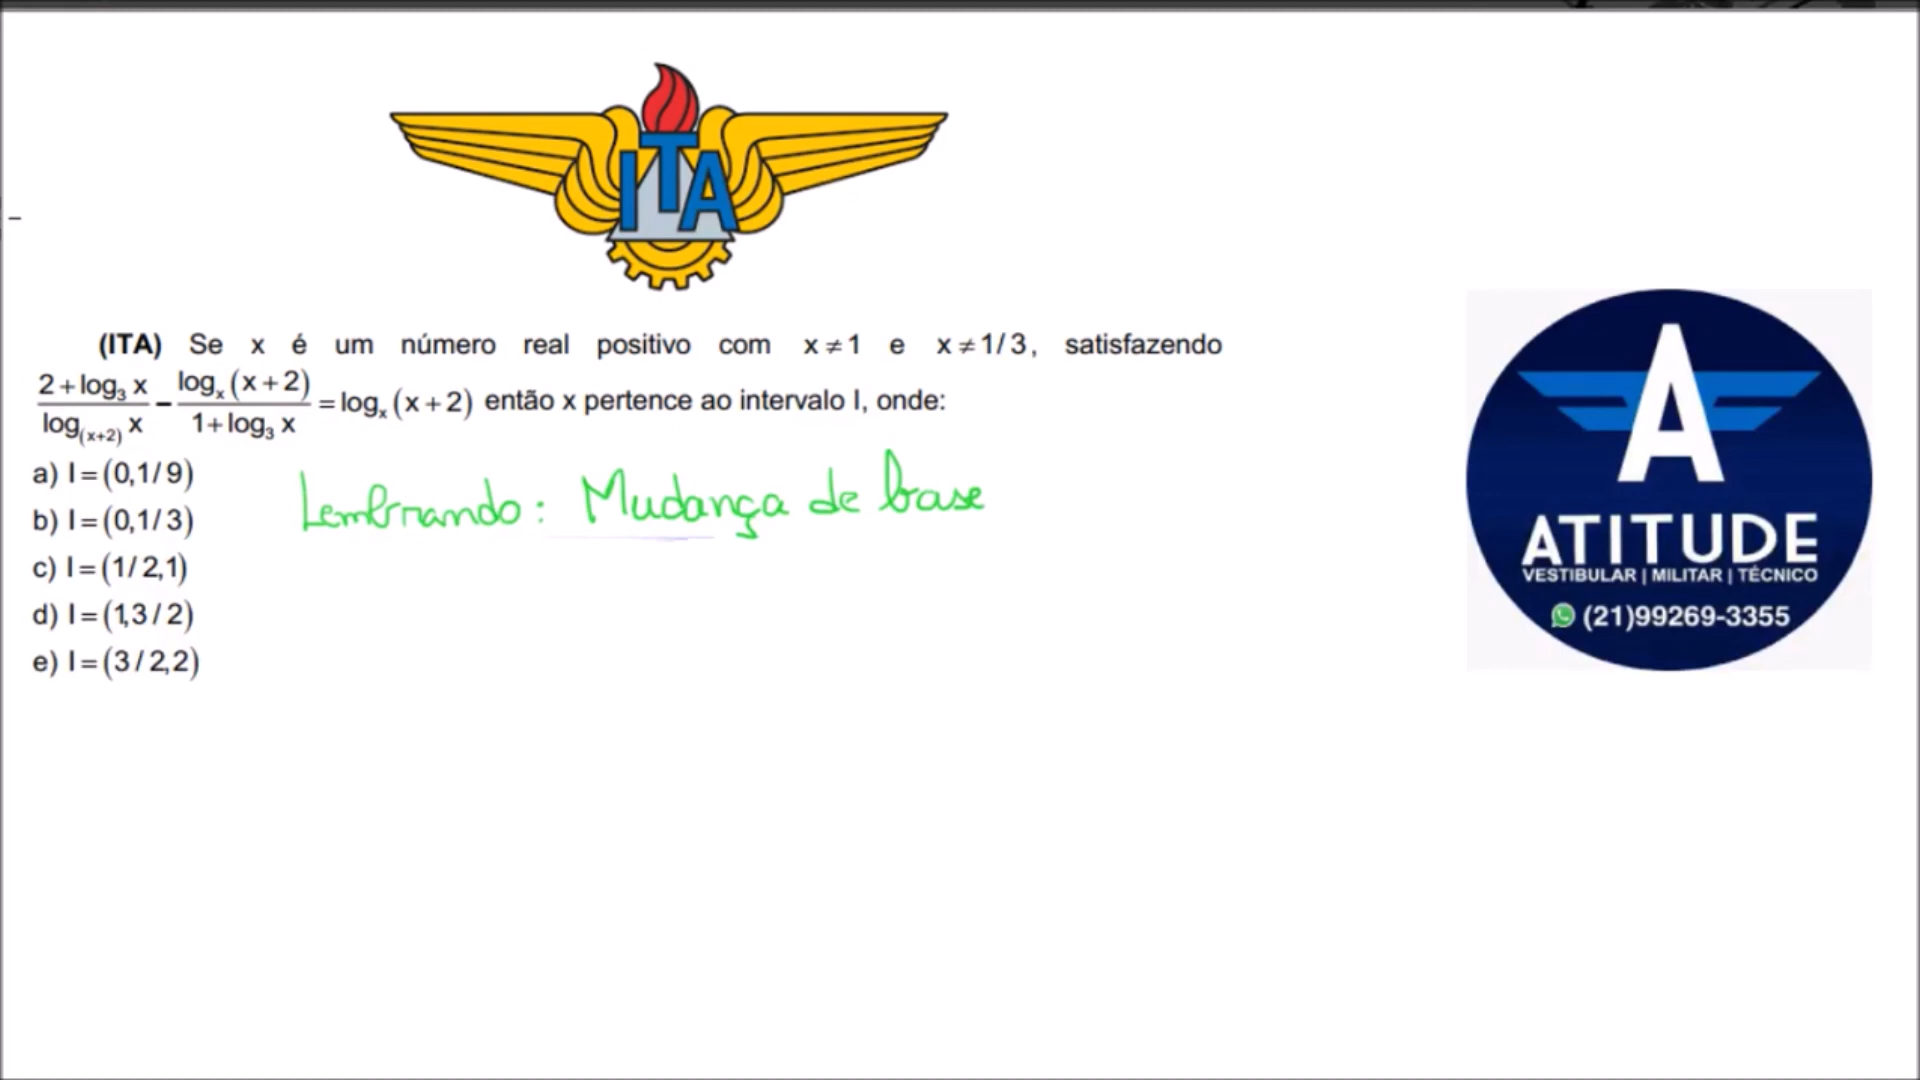 ITA
(ITA) Se x é um número real positivo com x ≠ 1 e x ≠ 1/3, satisfazendo
(2 + log₃ x)/(log₍ₓ₊₂₎ x) − (logₓ (x + 2))/(1 + log₃ x) = logₓ (x + 2) então x pertence ao intervalo I, onde:
a) I = (0,1/9)
b) I = (0,1/3)
c) I = (1/2,1)
d) I = (1,3/2)
e) I = (3/2,2)
Lembrando: Mudança de base
A
ATITUDE
VESTIBULAR | MILITAR | TÉCNICO
(21)99269-3355